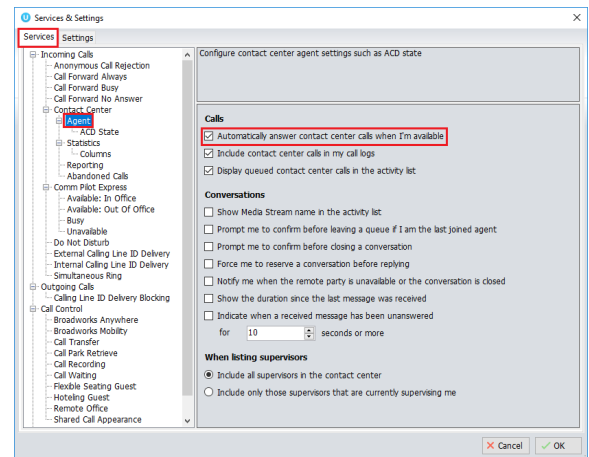 Services & Settings
Services Settings
Incoming Calls
Anonymous Call Rejection
Call Forward Always
Call Forward Busy
Call Forward No Answer
Contact Center
Agent
ACD State
Statistics
Columns
Reporting
Abandoned Calls
Comm Pilot Express
Available: In Office
Available: Out Of Office
Busy
Unavailable
Do Not Disturb
External Calling Line ID Delivery
Internal Calling Line ID Delivery
Simultaneous Ring
Outgoing Calls
Calling Line ID Delivery Blocking
Call Control
Broadworks Anywhere
Broadworks Mobility
Call Transfer
Call Park Retrieve
Call Recording
Call Waiting
Flexible Seating Guest
Hoteling Guest
Remote Office
Shared Call Appearance
Configure contact center agent settings such as ACD state
Calls
Automatically answer contact center calls when I'm available
Include contact center calls in my call logs
Display queued contact center calls in the activity list
Conversations
Show Media Stream name in the activity list
Prompt me to confirm before leaving a queue if I am the last joined agent
Prompt me to confirm before closing a conversation
Force me to reserve a conversation before replying
Notify me when the remote party is unavailable or the conversation is closed
Show the duration since the last message was received
Indicate when a received message has been unanswered
for 10 seconds or more
When listing supervisors
Include all supervisors in the contact center
Include only those supervisors that are currently supervising me
Cancel OK